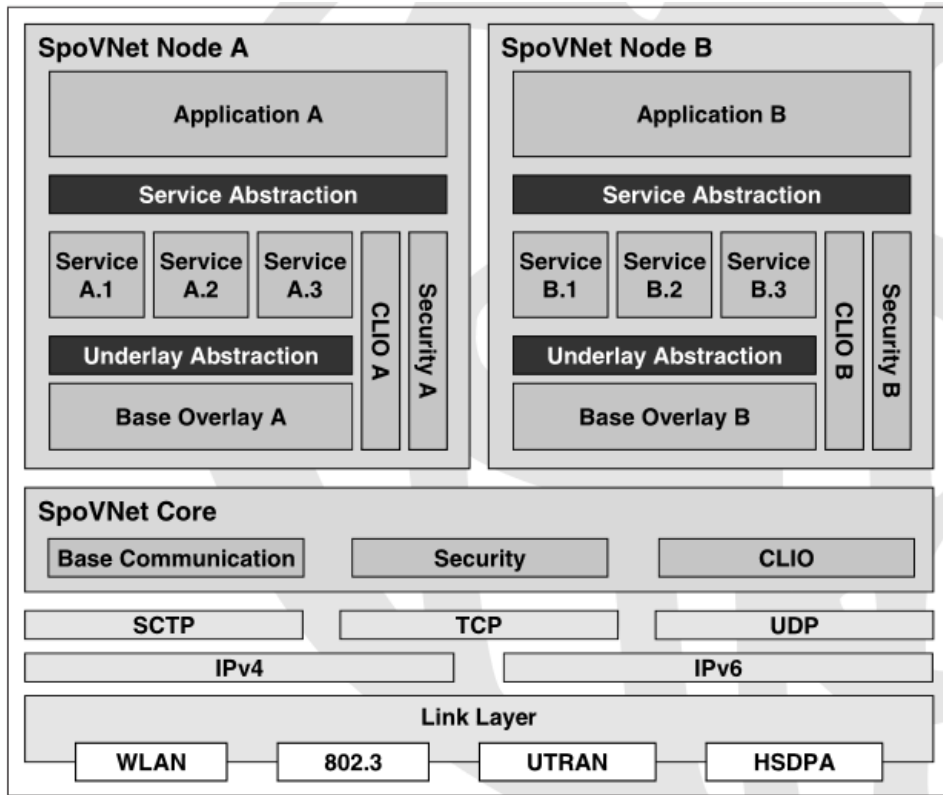 SpoVNet Node A
Application A
Service Abstraction
Service
A.1
Service
A.2
Service
A.3
CLIO A
Security A
Underlay Abstraction
Base Overlay A
SpoVNet Node B
Application B
Service Abstraction
Service
B.1
Service
B.2
Service
B.3
CLIO B
Security B
Underlay Abstraction
Base Overlay B
SpoVNet Core
Base Communication
Security
CLIO
SCTP
TCP
UDP
IPv4
IPv6
Link Layer
WLAN
802.3
UTRAN
HSDPA